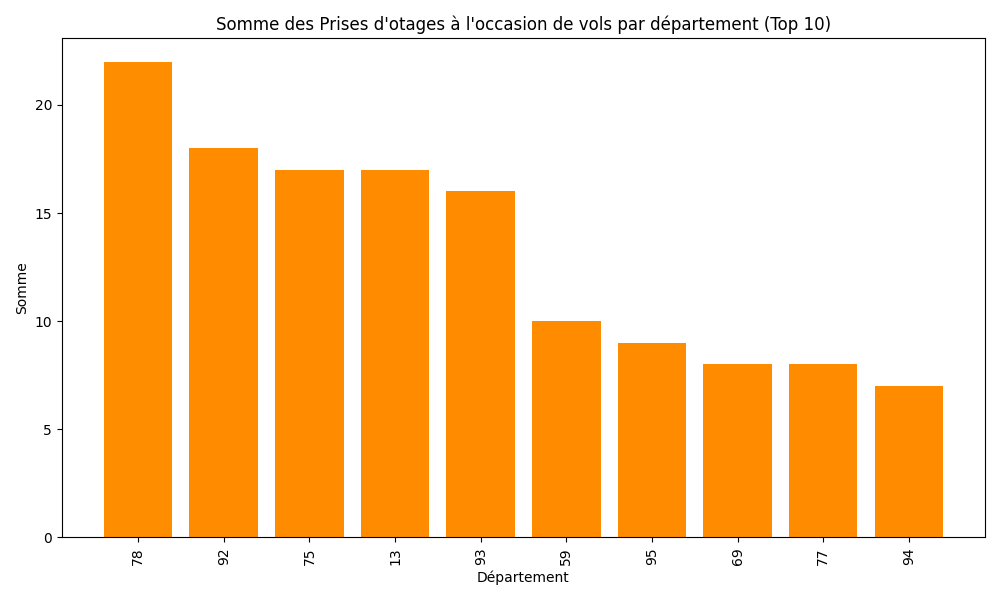 Somme des Prises d'otages à l'occasion de vols par département (Top 10)
Somme
20
15
10
5
0
78 92 75 13 93 59 95 69 77 94
Département